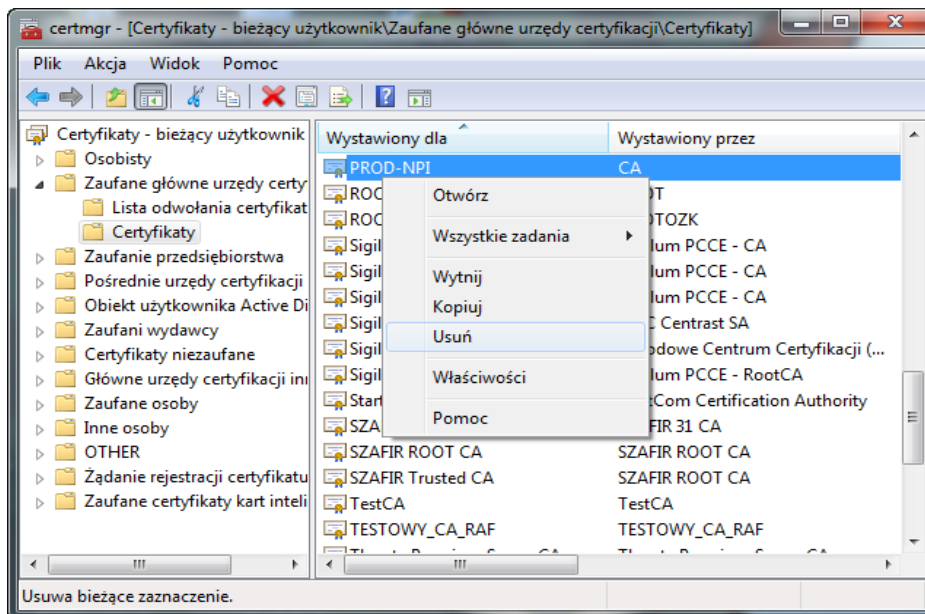 certmgr - [Certyfikaty - bieżący użytkownik\Zaufane główne urzędy certyfikacji\Certyfikaty]
Plik Akcja Widok Pomoc
Certyfikaty - bieżący użytkownik
Osobisty
Zaufane główne urzędy certy
Lista odwołania certyfikat
Certyfikaty
Zaufanie przedsiębiorstwa
Pośrednie urzędy certyfikacji
Obiekt użytkownika Active Di
Zaufani wydawcy
Certyfikaty niezaufane
Główne urzędy certyfikacji inn
Zaufane osoby
Inne osoby
OTHER
Żądanie rejestracji certyfikatu
Zaufane certyfikaty kart inteli
Wystawiony dla Wystawiony przez
PROD-NPI CA
ROC OT
ROC OTOZK
Sigil lum PCCE - CA
Sigil lum PCCE - CA
Sigil lum PCCE - CA
Sigil C Centrast SA
Sigil odowe Centrum Certyfikacji (...
Sigil lum PCCE - RootCA
Start tCom Certification Authority
SZA FIR 31 CA
SZAFIR ROOT CA SZAFIR ROOT CA
SZAFIR Trusted CA SZAFIR ROOT CA
TestCA TestCA
TESTOWY_CA_RAF TESTOWY_CA_RAF
Otwórz
Wszystkie zadania
Wytnij
Kopiuj
Usuń
Właściwości
Pomoc
Usuwa bieżące zaznaczenie.